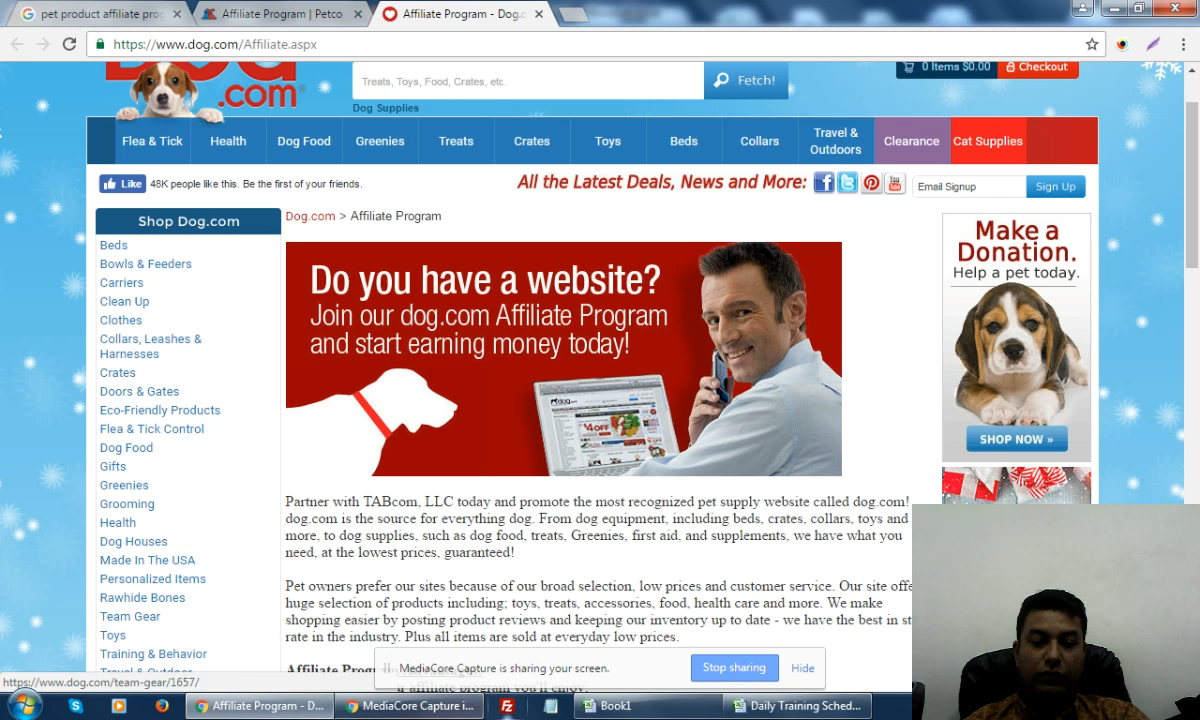 pet product affiliate pro
Affiliate Program | Petco
Affiliate Program - Dog.c
https://www.dog.com/Affiliate.aspx
.com
Treats, Toys, Food, Crates, etc.
Fetch!
0 Items $0.00
Checkout
Dog Supplies
Flea & Tick
Health
Dog Food
Greenies
Treats
Crates
Toys
Beds
Collars
Travel &
Outdoors
Clearance
Cat Supplies
Like
48K people like this. Be the first of your friends.
All the Latest Deals, News and More:
You
Tube
Email Signup
Sign Up
Shop Dog.com
Beds
Bowls & Feeders
Carriers
Clean Up
Clothes
Collars, Leashes &
Harnesses
Crates
Doors & Gates
Eco-Friendly Products
Flea & Tick Control
Dog Food
Gifts
Greenies
Grooming
Health
Dog Houses
Made In The USA
Personalized Items
Rawhide Bones
Team Gear
Toys
Training & Behavior
Travel & Outdoor
Dog.com > Affiliate Program
Do you have a website?
Join our dog.com Affiliate Program
and start earning money today!
Make a
Donation.
Help a pet today.
SHOP NOW »
Partner with TABcom, LLC today and promote the most recognized pet supply website called dog.com!
dog.com is the source for everything dog. From dog equipment, including beds, crates, collars, toys and
more, to dog supplies, such as dog food, treats, Greenies, first aid, and supplements, we have what you
need, at the lowest prices, guaranteed!
Pet owners prefer our sites because of our broad selection, low prices and customer service. Our site offe
huge selection of products including; toys, treats, accessories, food, health care and more. We make
shopping easier by posting product reviews and keeping our inventory up to date - we have the best in st
rate in the industry. Plus all items are sold at everyday low prices.
Affiliate Prog
affiliate program you'll enjoy:
MediaCore Capture is sharing your screen.
Stop sharing
Hide
https://www.dog.com/team-gear/1657/
Affiliate Program - D...
MediaCore Capture i...
Book1
Daily Training Sched...